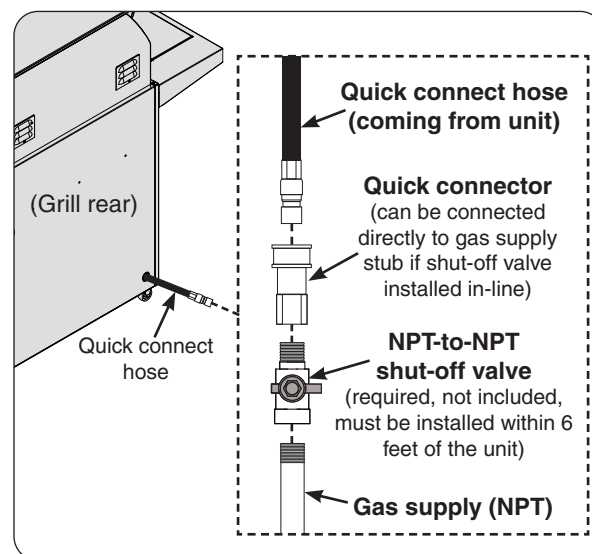 (Grill rear)
Quick connect
hose
Quick connect hose
(coming from unit)
Quick connector
(can be connected
directly to gas supply
stub if shut-off valve
installed in-line)
NPT-to-NPT
shut-off valve
(required, not included,
must be installed within 6
feet of the unit)
Gas supply (NPT)